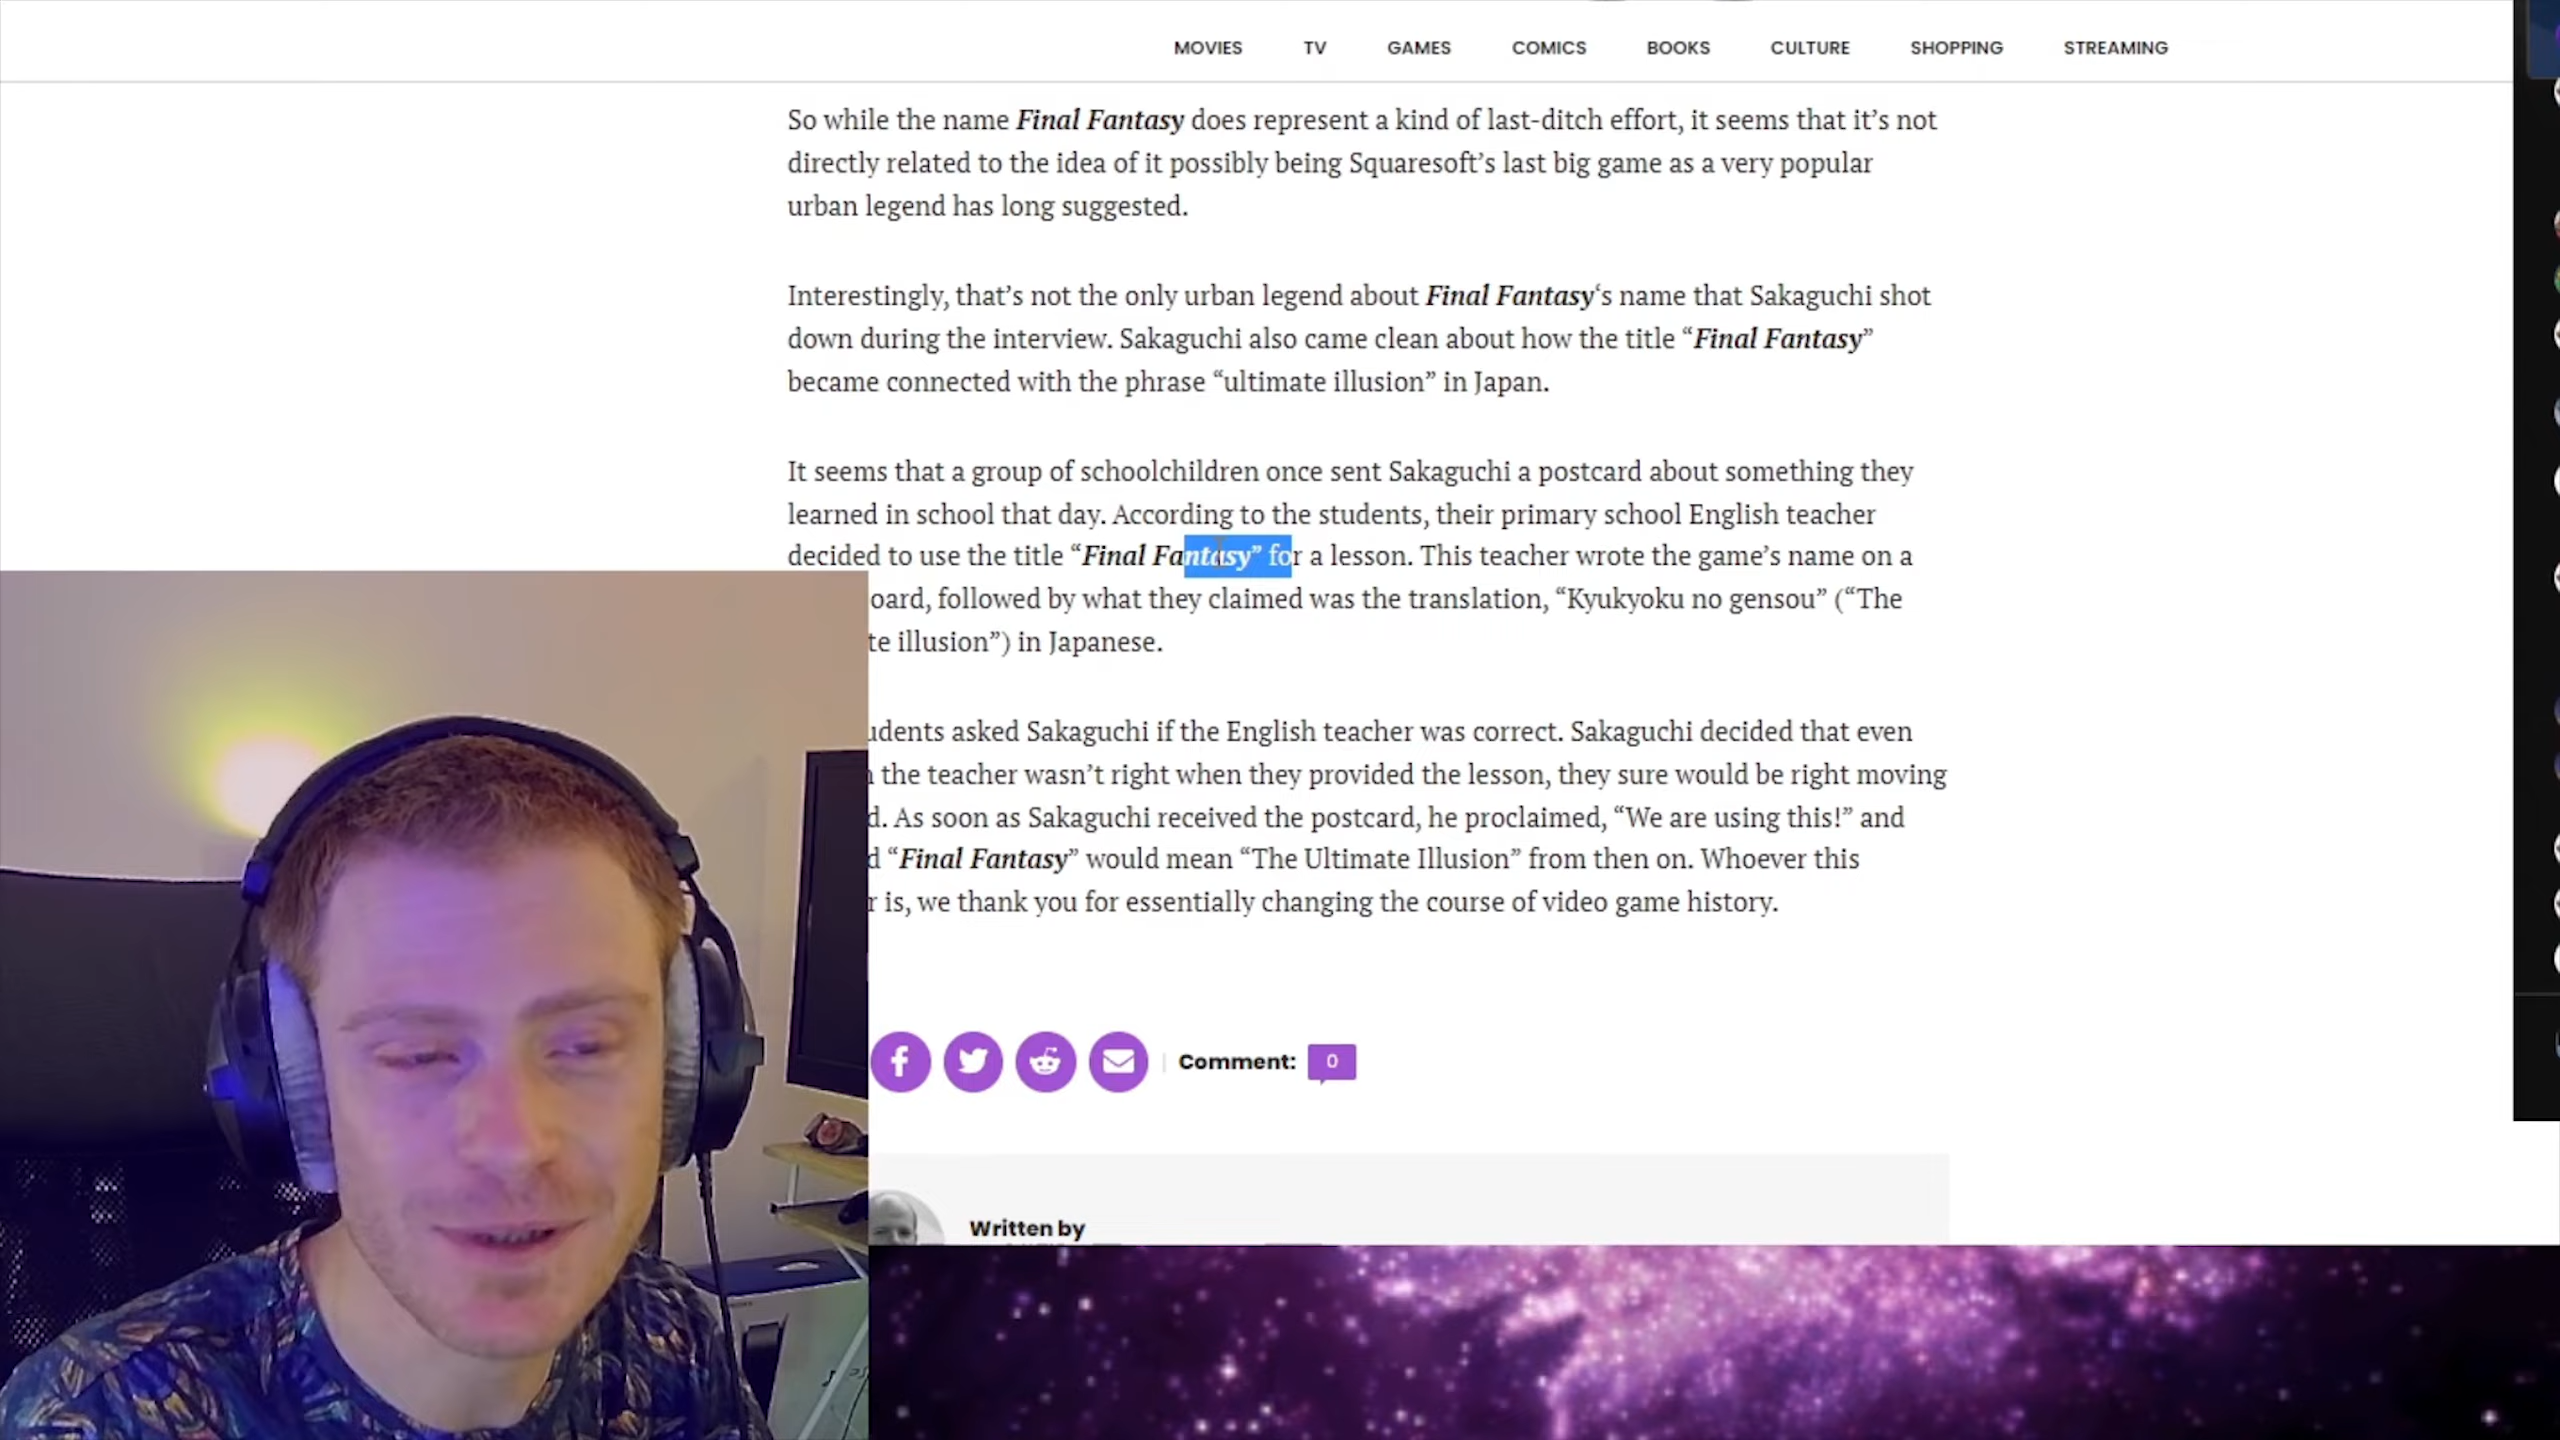 MOVIES TV GAMES COMICS BOOKS CULTURE SHOPPING STREAMING
So while the name Final Fantasy does represent a kind of last-ditch effort, it seems that it’s not
directly related to the idea of it possibly being Squaresoft’s last big game as a very popular
urban legend has long suggested.
Interestingly, that’s not the only urban legend about Final Fantasy‘s name that Sakaguchi shot
down during the interview. Sakaguchi also came clean about how the title “Final Fantasy”
became connected with the phrase “ultimate illusion” in Japan.
It seems that a group of schoolchildren once sent Sakaguchi a postcard about something they
learned in school that day. According to the students, their primary school English teacher
decided to use the title “Final Fantasy” for a lesson. This teacher wrote the game’s name on a
oard, followed by what they claimed was the translation, “Kyukyoku no gensou” (“The
te illusion”) in Japanese.
udents asked Sakaguchi if the English teacher was correct. Sakaguchi decided that even
the teacher wasn’t right when they provided the lesson, they sure would be right moving
d. As soon as Sakaguchi received the postcard, he proclaimed, “We are using this!” and
d “Final Fantasy” would mean “The Ultimate Illusion” from then on. Whoever this
r is, we thank you for essentially changing the course of video game history.
Comment: 0
Written by